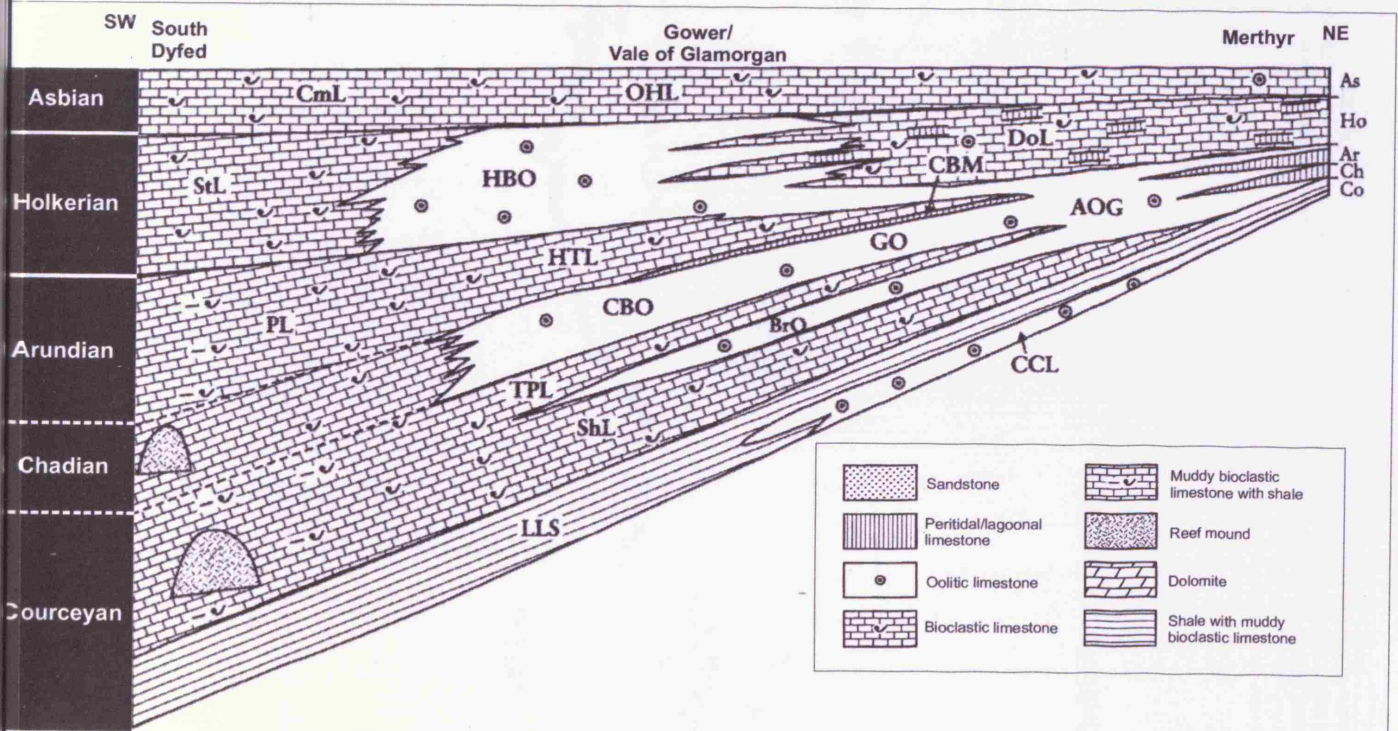 SW
South
Dyfed
Gower/
Vale of Glamorgan
Merthyr
NE
Asbian
Holkerian
Arundian
Chadian
Courceyan
CmL
OHL
StL
HBO
DoL
CBM
HTL
GO
AOG
PL
CBO
BrO
TPL
CCL
ShL
LLS
As
Ho
Ar
Ch
Co
Sandstone
Peritidal/lagoonal
limestone
Oolitic limestone
Bioclastic limestone
Muddy bioclastic
limestone with shale
Reef mound
Dolomite
Shale with muddy
bioclastic limestone